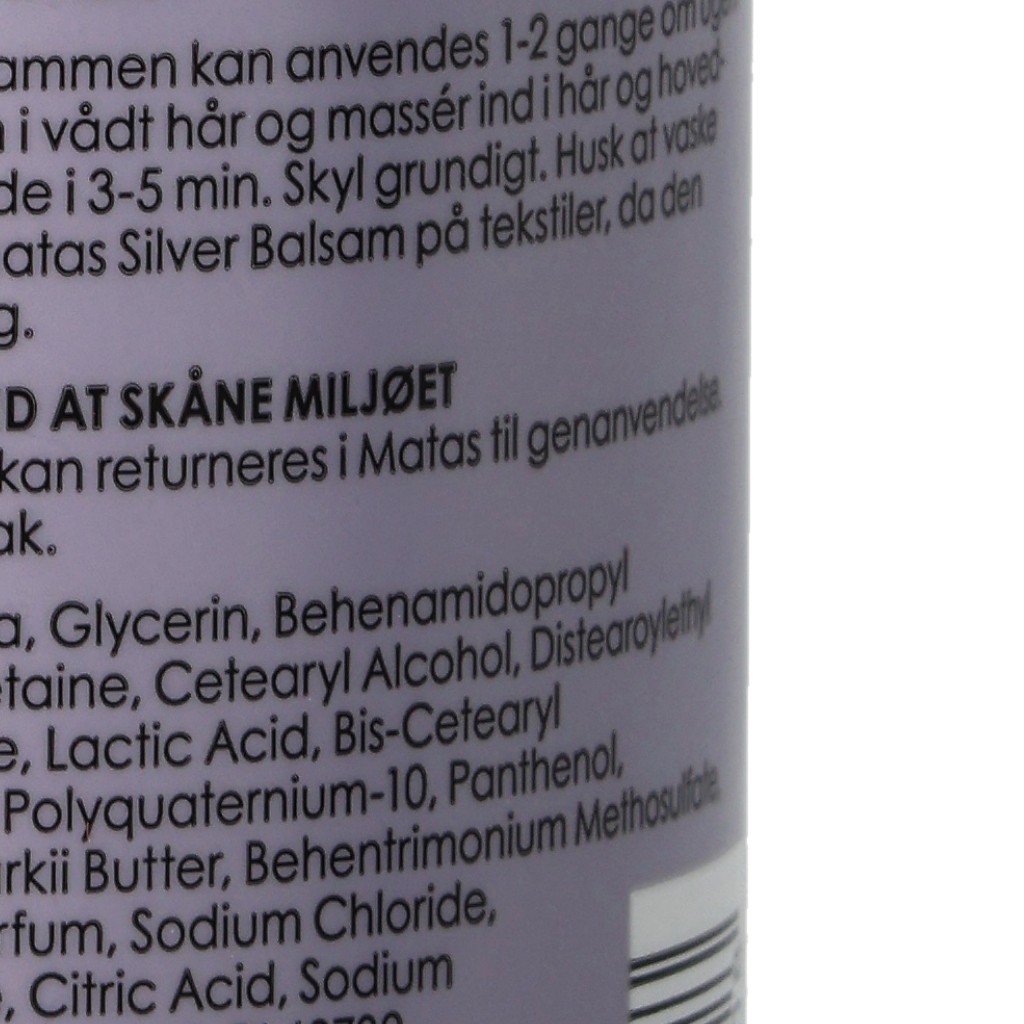 ammen kan anvendes 1-2 gange om ugen
i vådt hår og massér ind i hår og hoved-
de i 3-5 min. Skyl grundigt. Husk at vaske
atas Silver Balsam på tekstiler, da den
g.
D AT SKÅNE MILJØET
kan returneres i Matas til genanvendelse.
ak.
a, Glycerin, Behenamidopropyl
etaine, Cetearyl Alcohol, Distearoylethyl
e, Lactic Acid, Bis-Cetearyl
Polyquaternium-10, Panthenol,
rkii Butter, Behentrimonium Methosulfate,
rfum, Sodium Chloride,
, Citric Acid, Sodium